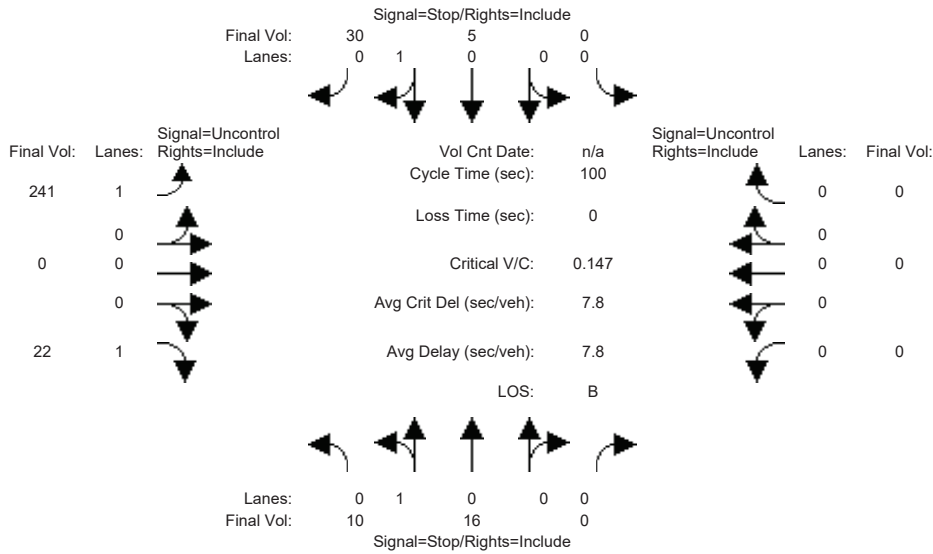 Signal=Stop/Rights=Include
Final Vol: 30 5 0
Lanes: 0 1 0 0 0
Signal=Uncontrol
Final Vol: Lanes: Rights=Include
Vol Cnt Date: n/a
Signal=Uncontrol
Rights=Include Lanes: Final Vol:
Cycle Time (sec): 100
241 1
0 0
Loss Time (sec): 0
0
0
0 0
Critical V/C: 0.147
0 0
0
Avg Crit Del (sec/veh): 7.8
0
22 1
Avg Delay (sec/veh): 7.8
0 0
LOS: B
Lanes: 0 1 0 0 0
Final Vol: 10 16 0
Signal=Stop/Rights=Include